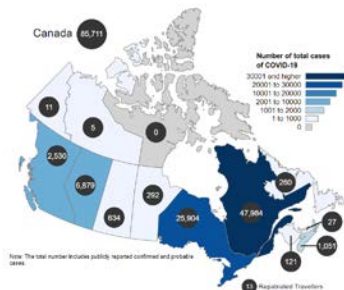 Canada 85,711
Number of total cases
of COVID-19
30001 and higher
20001 to 30000
10001 to 20000
2001 to 10000
1001 to 2000
1 to 1000
0
11
5
0
2,530
6,879
634
292
25,904
47,984
260
27
1,051
121
Note: The total number includes publicly reported confirmed and probable
cases.
13 Repatriated Travellers